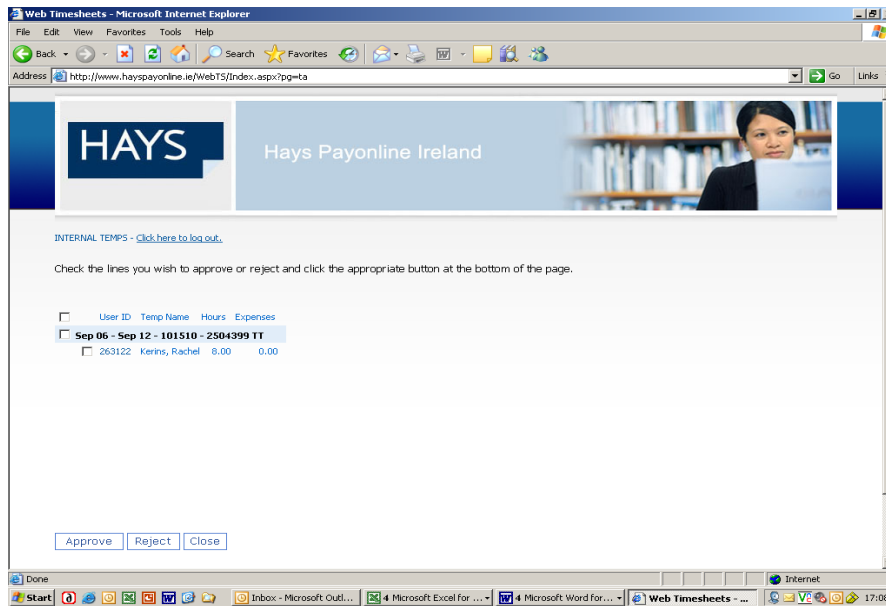 Web Timesheets - Microsoft Internet Explorer
File Edit View Favorites Tools Help
Back Search Favorites
Address http://www.hayspayonline.ie/WebTS/Index.aspx?pg=ta Go Links
HAYS Hays Payonline Ireland
INTERNAL TEMPS - Click here to log out.
Check the lines you wish to approve or reject and click the appropriate button at the bottom of the page.
User ID Temp Name Hours Expenses
Sep 06 - Sep 12 - 101510 - 2504399 TT
263122 Kerins, Rachel 8.00 0.00
Approve Reject Close
Done Internet
Start Inbox - Microsoft Outl... 4 Microsoft Excel for ... 4 Microsoft Word for... Web Timesheets - ... 17:08